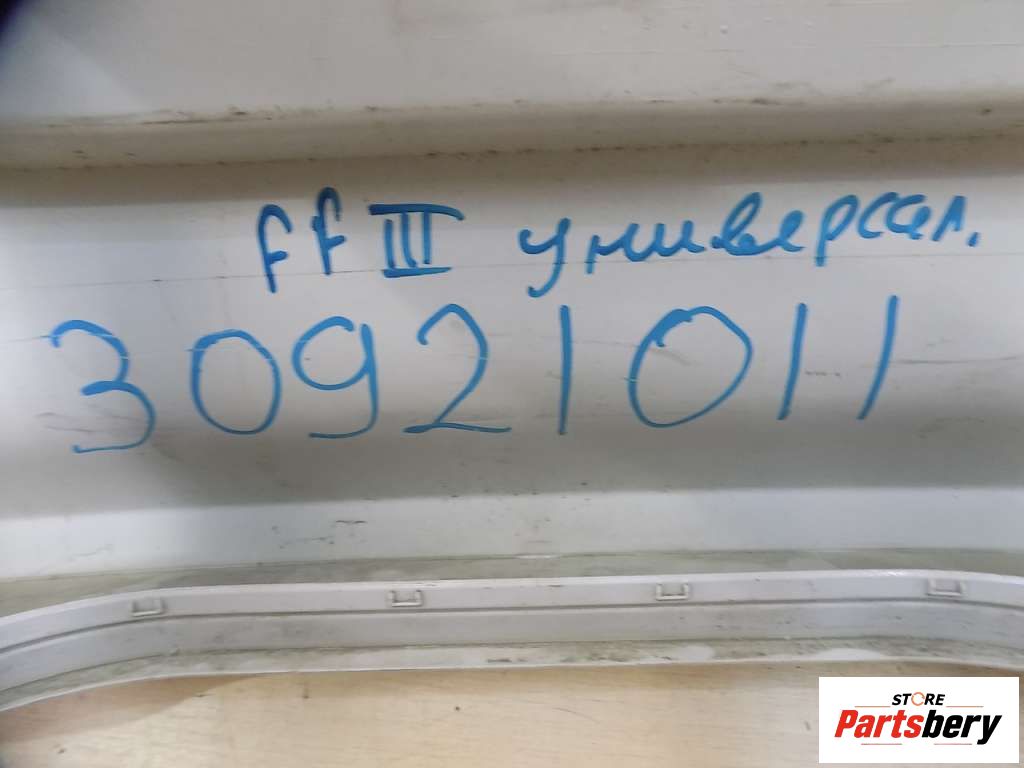 FF III универсал.
30921011
STORE
Partsbery